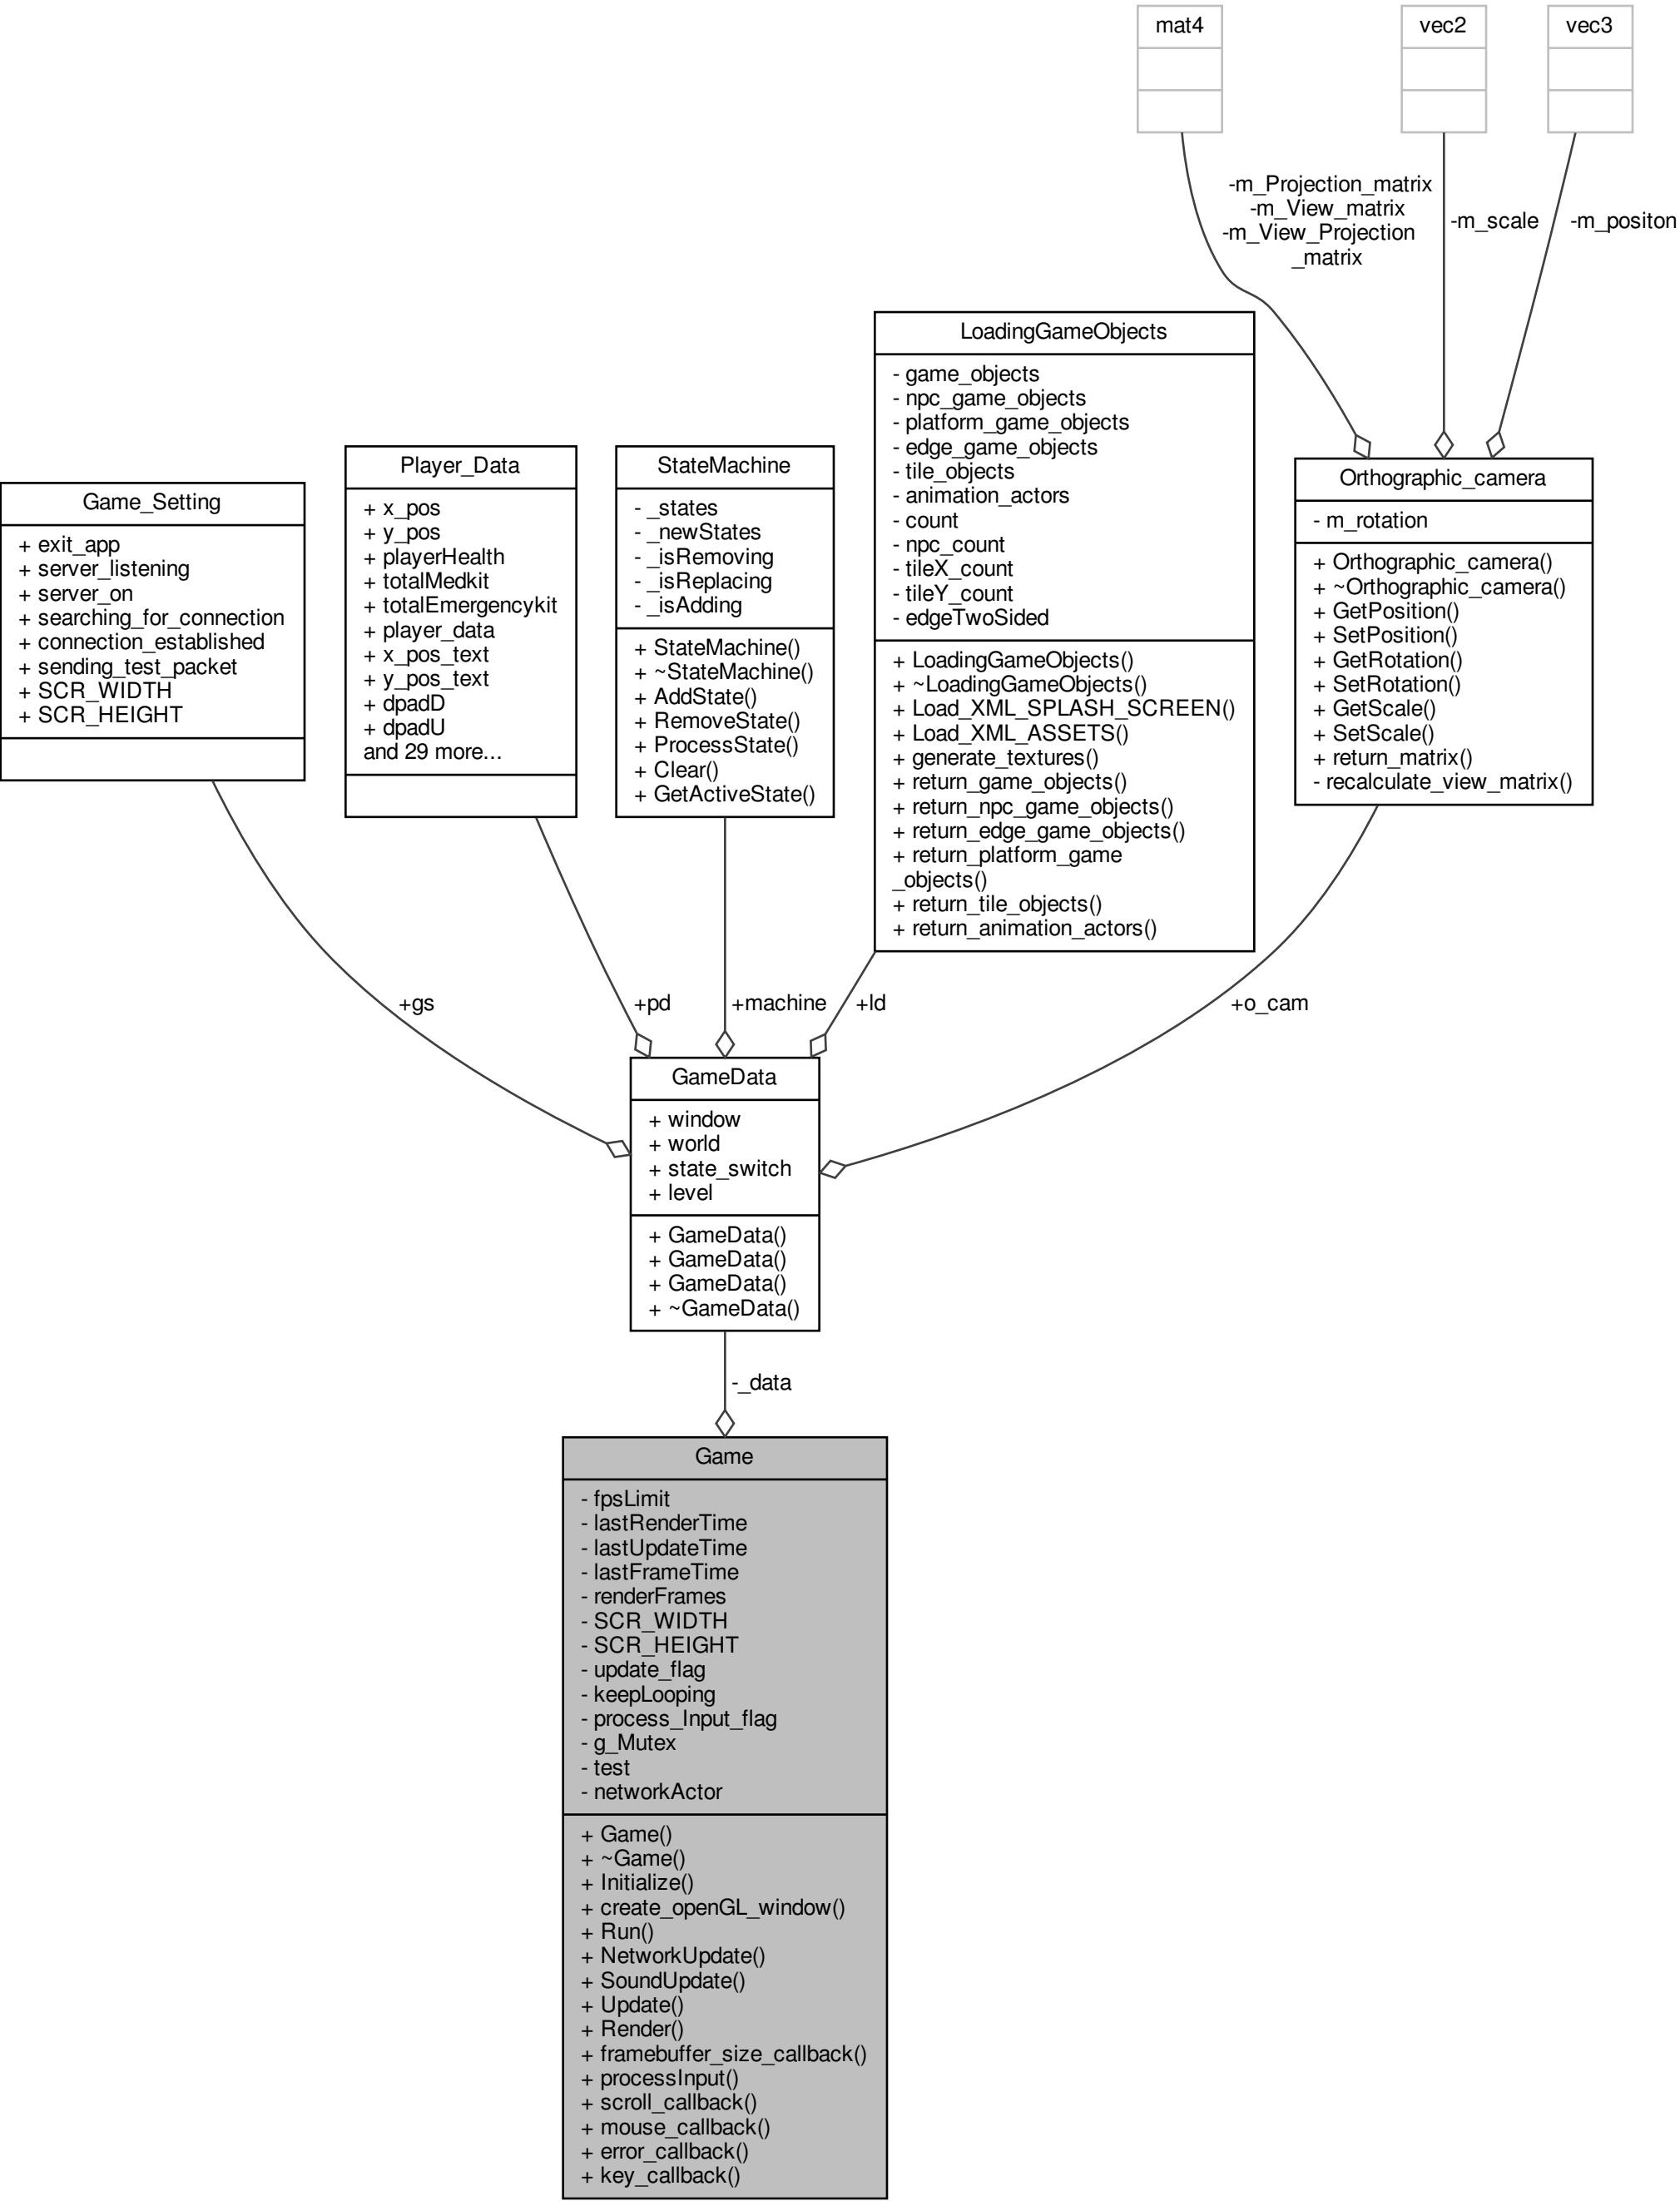 mat4
vec2
vec3
-m_Projection_matrix
-m_View_matrix
-m_View_Projection
_matrix
-m_scale
-m_positon
LoadingGameObjects
- game_objects
- npc_game_objects
- platform_game_objects
- edge_game_objects
- tile_objects
- animation_actors
- count
- npc_count
- tileX_count
- tileY_count
- edgeTwoSided
+ LoadingGameObjects()
+ ~LoadingGameObjects()
+ Load_XML_SPLASH_SCREEN()
+ Load_XML_ASSETS()
+ generate_textures()
+ return_game_objects()
+ return_npc_game_objects()
+ return_edge_game_objects()
+ return_platform_game
_objects()
+ return_tile_objects()
+ return_animation_actors()
Game_Setting
+ exit_app
+ server_listening
+ server_on
+ searching_for_connection
+ connection_established
+ sending_test_packet
+ SCR_WIDTH
+ SCR_HEIGHT
Player_Data
+ x_pos
+ y_pos
+ playerHealth
+ totalMedkit
+ totalEmergencykit
+ player_data
+ x_pos_text
+ y_pos_text
+ dpadD
+ dpadU
and 29 more...
StateMachine
- _states
- _newStates
- _isRemoving
- _isReplacing
- _isAdding
+ StateMachine()
+ ~StateMachine()
+ AddState()
+ RemoveState()
+ ProcessState()
+ Clear()
+ GetActiveState()
Orthographic_camera
- m_rotation
+ Orthographic_camera()
+ ~Orthographic_camera()
+ GetPosition()
+ SetPosition()
+ GetRotation()
+ SetRotation()
+ GetScale()
+ SetScale()
+ return_matrix()
- recalculate_view_matrix()
+gs
+pd
+machine
+ld
+o_cam
GameData
+ window
+ world
+ state_switch
+ level
+ GameData()
+ GameData()
+ GameData()
+ ~GameData()
-_data
Game
- fpsLimit
- lastRenderTime
- lastUpdateTime
- lastFrameTime
- renderFrames
- SCR_WIDTH
- SCR_HEIGHT
- update_flag
- keepLooping
- process_Input_flag
- g_Mutex
- test
- networkActor
+ Game()
+ ~Game()
+ Initialize()
+ create_openGL_window()
+ Run()
+ NetworkUpdate()
+ SoundUpdate()
+ Update()
+ Render()
+ framebuffer_size_callback()
+ processInput()
+ scroll_callback()
+ mouse_callback()
+ error_callback()
+ key_callback()